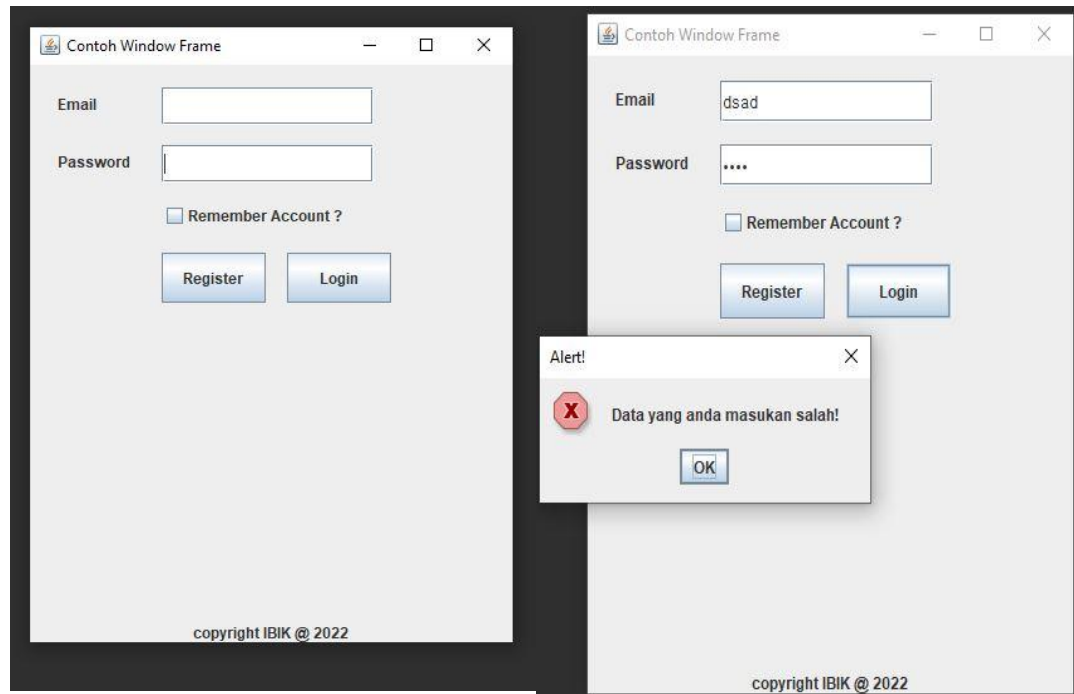 Contoh Window Frame
Email
Password
Remember Account ?
Register Login
copyright IBIK @ 2022
Contoh Window Frame
Email dsad
Password ••••
Remember Account ?
Register Login
Alert!
X
Data yang anda masukan salah!
OK
copyright IBIK @ 2022